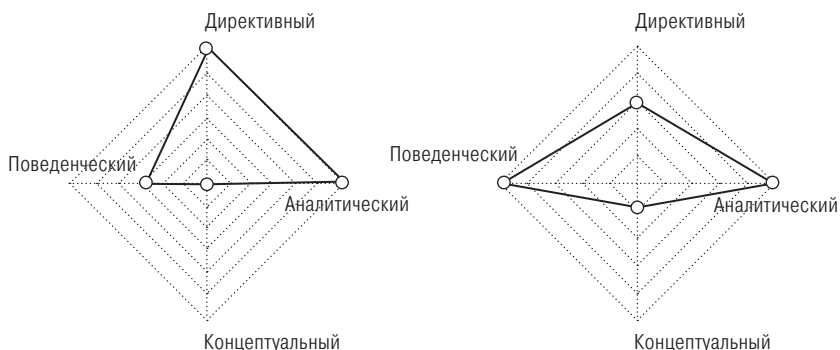 Директивный
Поведенческий
Аналитический
Концептуальный
Директивный
Поведенческий
Аналитический
Концептуальный